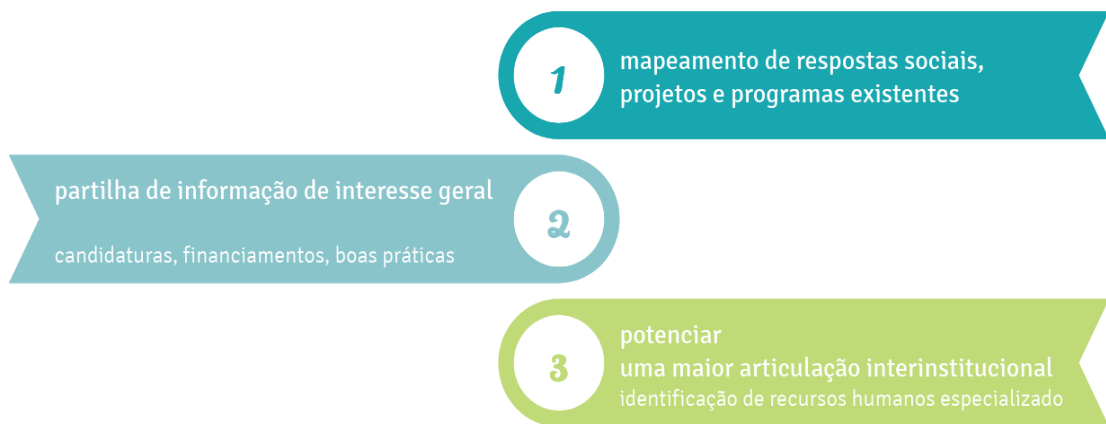 1
mapeamento de respostas sociais,
projetos e programas existentes
partilha de informação de interesse geral
2
candidaturas, financiamentos, boas práticas
3
potenciar
uma maior articulação interinstitucional
identificação de recursos humanos especializado